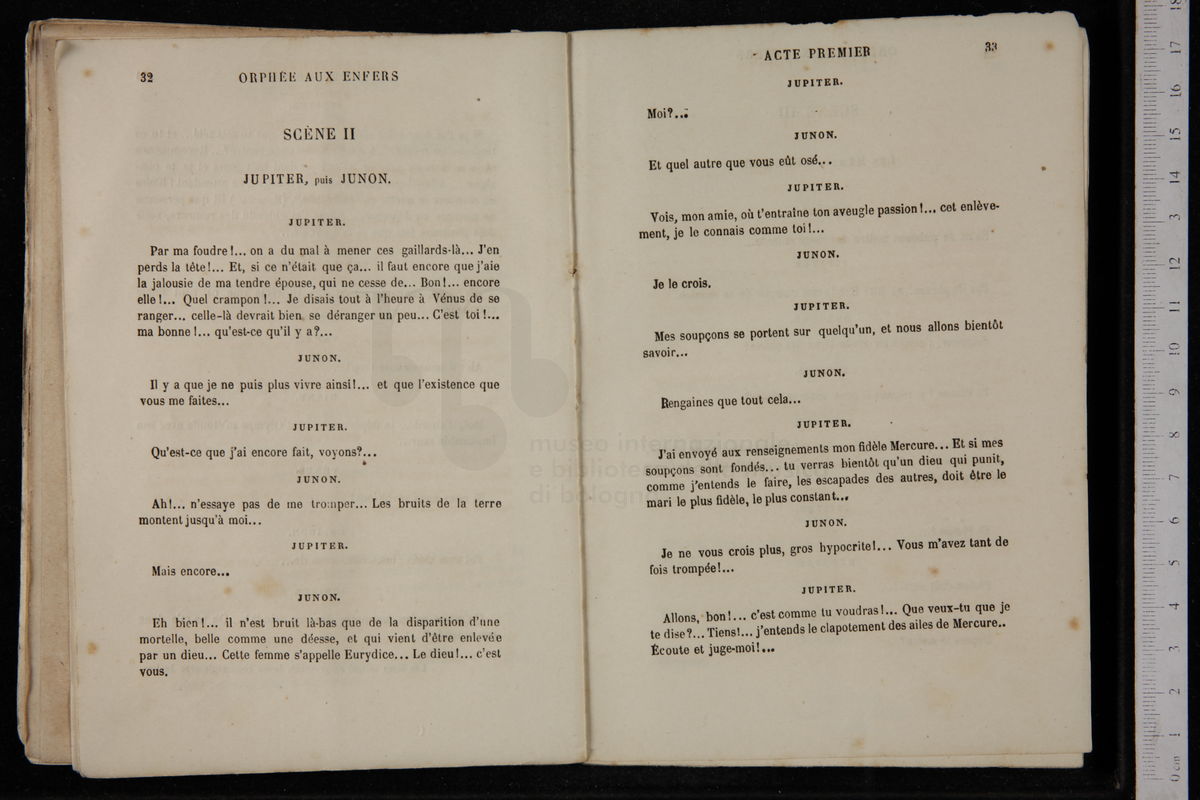 32
ORPHÉE AUX ENFERS
SCÈNE II
JUPITER, puis JUNON.
JUPITER.
Par ma foudre!... on a du mal à mener ces gaillards-là... J'en
perds la tête!... Et, si ce n'était que ça... il faut encore que j'aie
la jalousie de ma tendre épouse, qui ne cesse de... Bon!... encore
elle!... Quel crampon!... Je disais tout à l'heure à Vénus de se
ranger... celle-là devrait bien se déranger un peu... C'est toi!...
ma bonne!... qu'est-ce qu'il y a?...
JUNON.
Il y a que je ne puis plus vivre ainsi!... et que l'existence que
vous me faites...
JUPITER.
Qu'est-ce que j'ai encore fait, voyons?...
JUNON.
Ah!... n'essaye pas de me tromper... Les bruits de la terre
montent jusqu'à moi...
JUPITER.
Mais encore...
JUNON.
Eh bien!... il n'est bruit là-bas que de la disparition d'une
mortelle, belle comme une déesse, et qui vient d'être enlevée
par un dieu... Cette femme s'appelle Eurydice... Le dieu!... c'est
vous.
ACTE PREMIER
33
JUPITER.
Moi?...
JUNON.
Et quel autre que vous eût osé...
JUPITER.
Vois, mon amie, où t'entraîne ton aveugle passion!... cet enlève-
ment, je le connais comme toi!...
JUNON.
Je le crois.
JUPITER.
Mes soupçons se portent sur quelqu'un, et nous allons bientôt
savoir...
JUNON.
Rengaines que tout cela...
JUPITER.
J'ai envoyé aux renseignements mon fidèle Mercure... Et si mes
soupçons sont fondés... tu verras bientôt qu'un dieu qui punit,
comme j'entends le faire, les escapades des autres, doit être le
mari le plus fidèle, le plus constant...
JUNON.
Je ne vous crois plus, gros hypocrite!... Vous m'avez tant de
fois trompée!...
JUPITER.
Allons, bon!... c'est comme tu voudras!... Que veux-tu que je
te dise?... Tiens!... j'entends le clapotement des ailes de Mercure..
Écoute et juge-moi!...